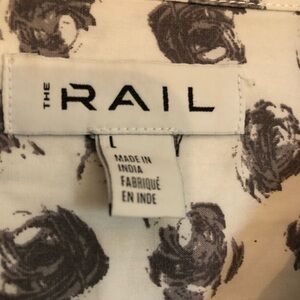 THE RAIL
L
MADE IN
INDIA
FABRIQUÉ
EN INDE